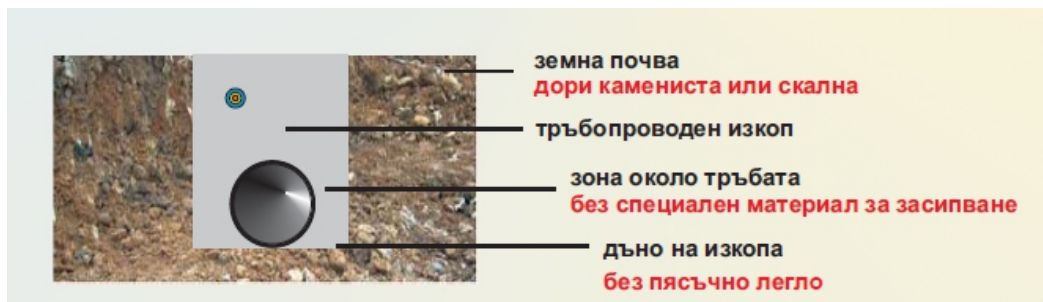 земна почва
дори камениста или скална
тръбопроводен изкоп
зона около тръбата
без специален материал за засипване
дъно на изкопа
без пясъчно легло